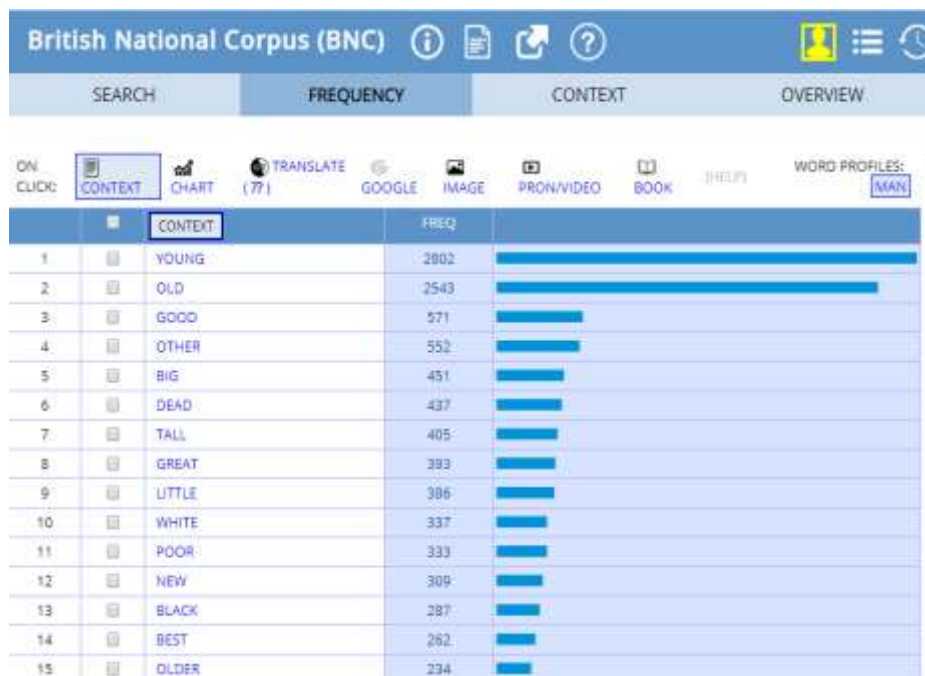 British National Corpus (BNC)
SEARCH FREQUENCY CONTEXT OVERVIEW
ON CLICK: CONTEXT CHART TRANSLATE (??) GOOGLE IMAGE PRON/VIDEO BOOK [HELP] WORD PROFILES: MAN
CONTEXT FREQ
1 YOUNG 2802
2 OLD 2543
3 GOOD 571
4 OTHER 552
5 BIG 451
6 DEAD 437
7 TALL 405
8 GREAT 393
9 LITTLE 386
10 WHITE 337
11 POOR 333
12 NEW 309
13 BLACK 287
14 BEST 262
15 OLDER 234